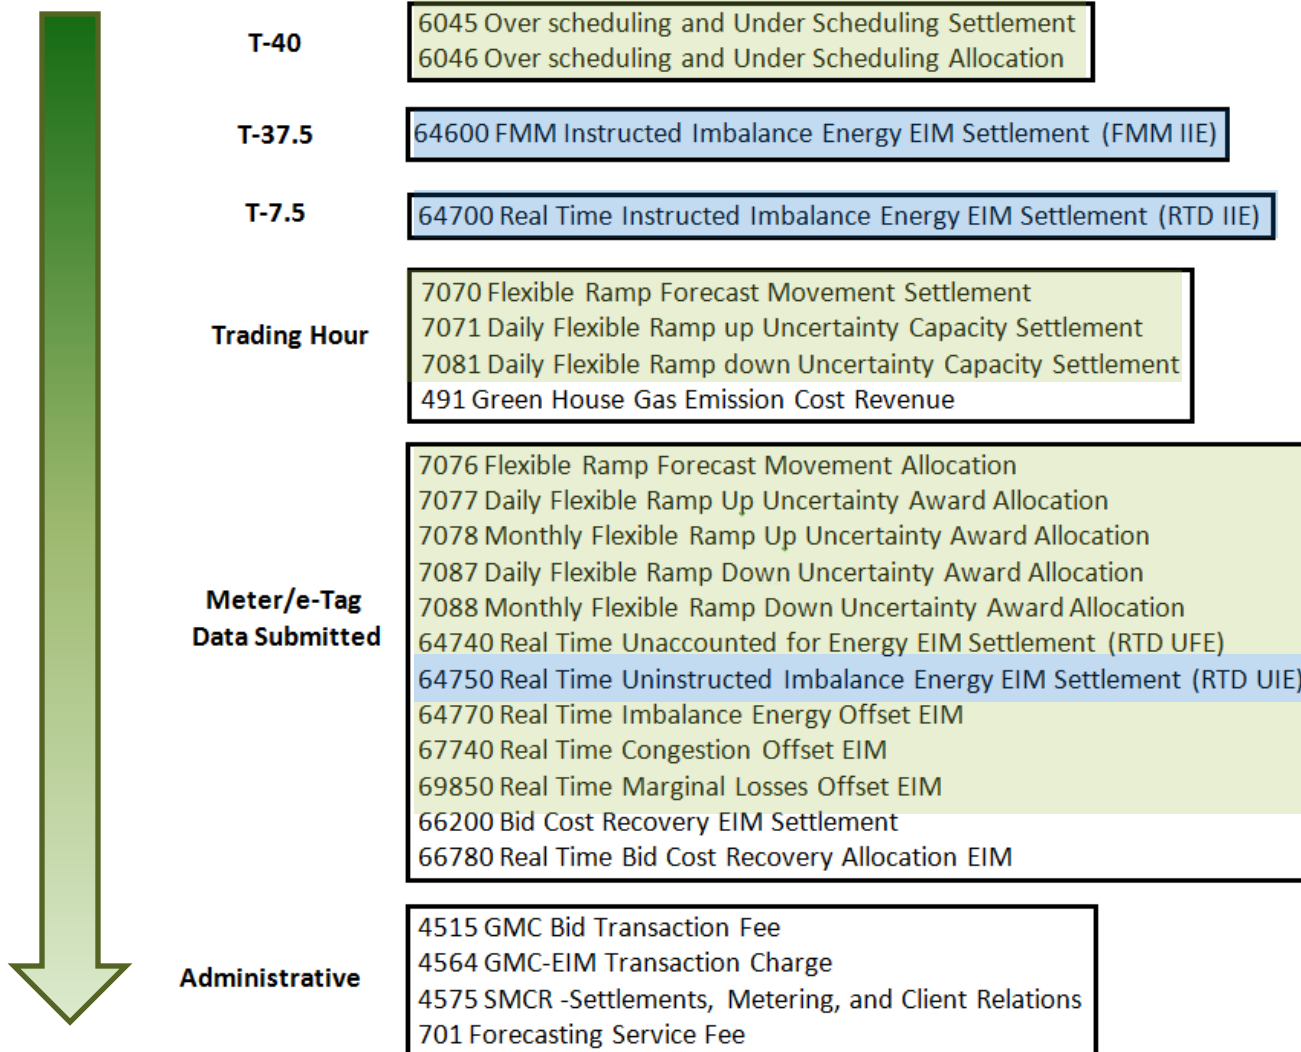 T-40
6045 Over scheduling and Under Scheduling Settlement
6046 Over scheduling and Under Scheduling Allocation
T-37.5
64600 FMM Instructed Imbalance Energy EIM Settlement (FMM IIE)
T-7.5
64700 Real Time Instructed Imbalance Energy EIM Settlement (RTD IIE)
Trading Hour
7070 Flexible Ramp Forecast Movement Settlement
7071 Daily Flexible Ramp up Uncertainty Capacity Settlement
7081 Daily Flexible Ramp down Uncertainty Capacity Settlement
491 Green House Gas Emission Cost Revenue
Meter/e-Tag
Data Submitted
7076 Flexible Ramp Forecast Movement Allocation
7077 Daily Flexible Ramp Up Uncertainty Award Allocation
7078 Monthly Flexible Ramp Up Uncertainty Award Allocation
7087 Daily Flexible Ramp Down Uncertainty Award Allocation
7088 Monthly Flexible Ramp Down Uncertainty Award Allocation
64740 Real Time Unaccounted for Energy EIM Settlement (RTD UFE)
64750 Real Time Uninstructed Imbalance Energy EIM Settlement (RTD UIE)
64770 Real Time Imbalance Energy Offset EIM
67740 Real Time Congestion Offset EIM
69850 Real Time Marginal Losses Offset EIM
66200 Bid Cost Recovery EIM Settlement
66780 Real Time Bid Cost Recovery Allocation EIM
Administrative
4515 GMC Bid Transaction Fee
4564 GMC-EIM Transaction Charge
4575 SMCR -Settlements, Metering, and Client Relations
701 Forecasting Service Fee